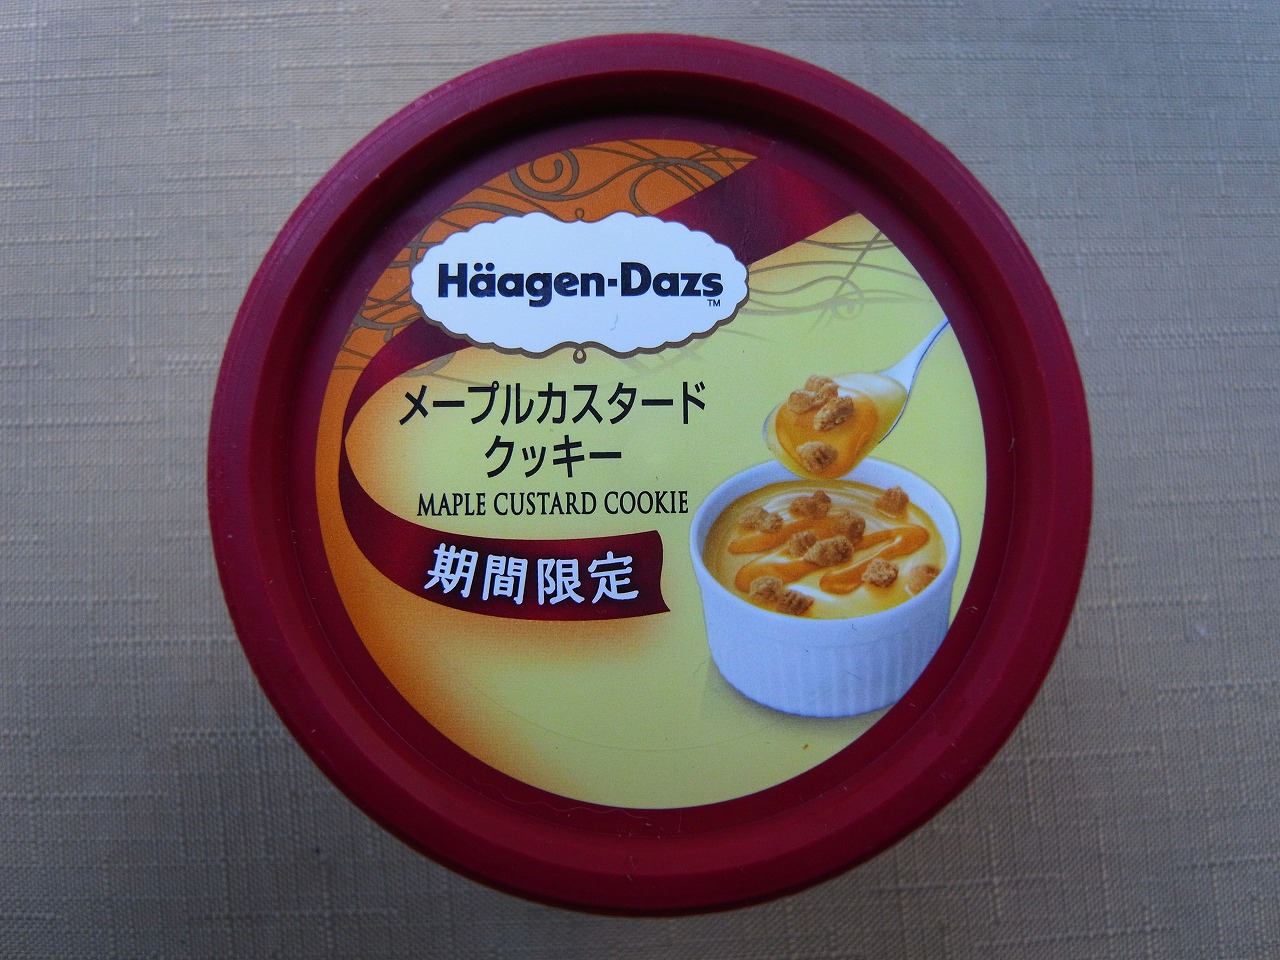 Häagen-Dazs
TM
メープルカスタード
クッキー
MAPLE CUSTARD COOKIE
期間限定